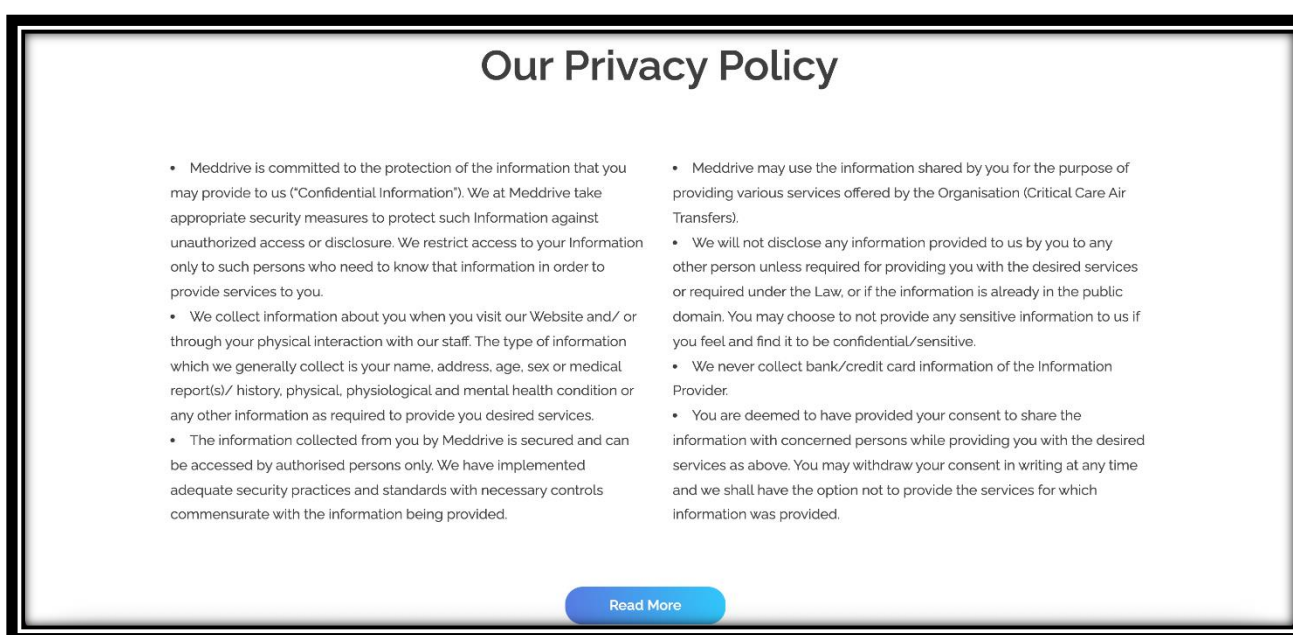 Our Privacy Policy
• Meddrive is committed to the protection of the information that you
may provide to us (“Confidential Information”). We at Meddrive take
appropriate security measures to protect such Information against
unauthorized access or disclosure. We restrict access to your Information
only to such persons who need to know that information in order to
provide services to you.
• We collect information about you when you visit our Website and/ or
through your physical interaction with our staff. The type of information
which we generally collect is your name, address, age, sex or medical
report(s)/ history, physical, physiological and mental health condition or
any other information as required to provide you desired services.
• The information collected from you by Meddrive is secured and can
be accessed by authorised persons only. We have implemented
adequate security practices and standards with necessary controls
commensurate with the information being provided.
• Meddrive may use the information shared by you for the purpose of
providing various services offered by the Organisation (Critical Care Air
Transfers).
• We will not disclose any information provided to us by you to any
other person unless required for providing you with the desired services
or required under the Law, or if the information is already in the public
domain. You may choose to not provide any sensitive information to us if
you feel and find it to be confidential/sensitive.
• We never collect bank/credit card information of the Information
Provider.
• You are deemed to have provided your consent to share the
information with concerned persons while providing you with the desired
services as above. You may withdraw your consent in writing at any time
and we shall have the option not to provide the services for which
information was provided.
Read More